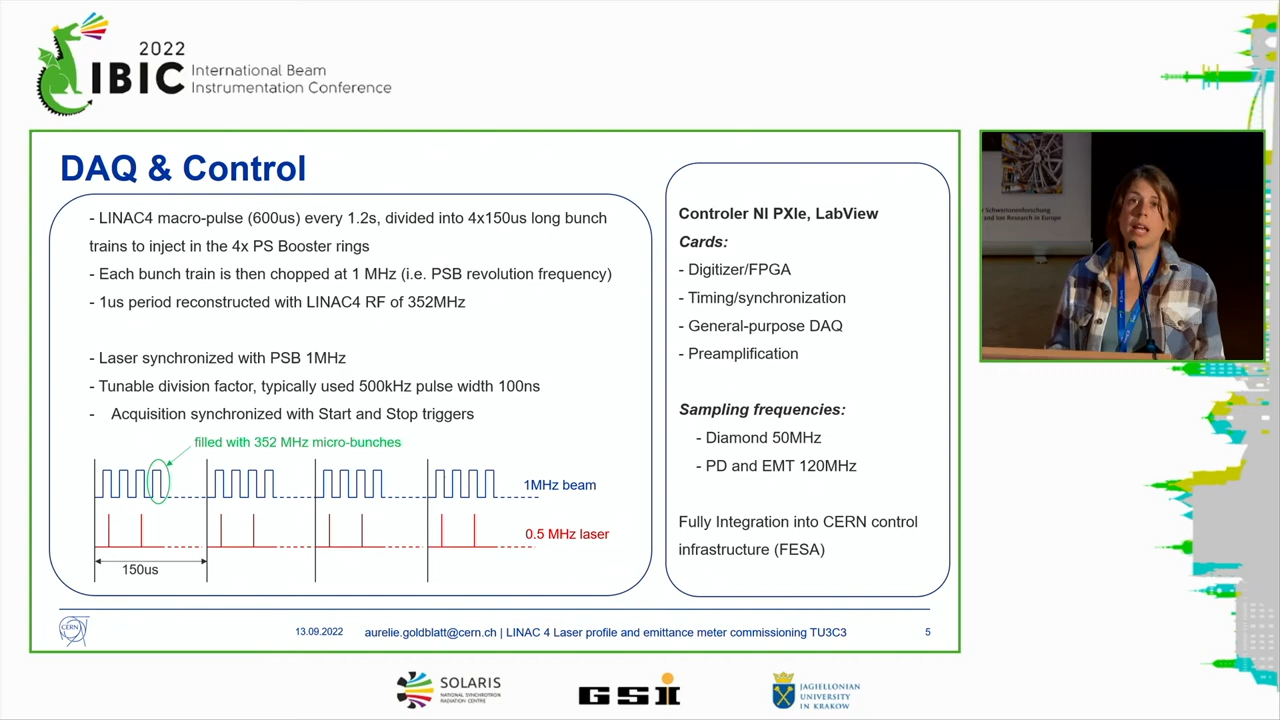 2022
IBIC
International Beam
Instrumentation Conference
DAQ & Control
- LINAC4 macro-pulse (600us) every 1.2s, divided into 4x150us long bunch
trains to inject in the 4x PS Booster rings
- Each bunch train is then chopped at 1 MHz (i.e. PSB revolution frequency)
- 1us period reconstructed with LINAC4 RF of 352MHz
- Laser synchronized with PSB 1MHz
- Tunable division factor, typically used 500kHz pulse width 100ns
- Acquisition synchronized with Start and Stop triggers
filled with 352 MHz micro-bunches
1MHz beam
0.5 MHz laser
150us
Controler NI PXIe, LabView
Cards:
- Digitizer/FPGA
- Timing/synchronization
- General-purpose DAQ
- Preamplification
Sampling frequencies:
- Diamond 50MHz
- PD and EMT 120MHz
Fully Integration into CERN control
infrastructure (FESA)
CERN
13.09.2022
aurelie.goldblatt@cern.ch | LINAC 4 Laser profile and emittance meter commissioning TU3C3
5
SOLARIS
NATIONAL SYNCHROTRON
RADIATION CENTRE
GSI
JAGIELLONIAN
UNIVERSITY
IN KRAKOW